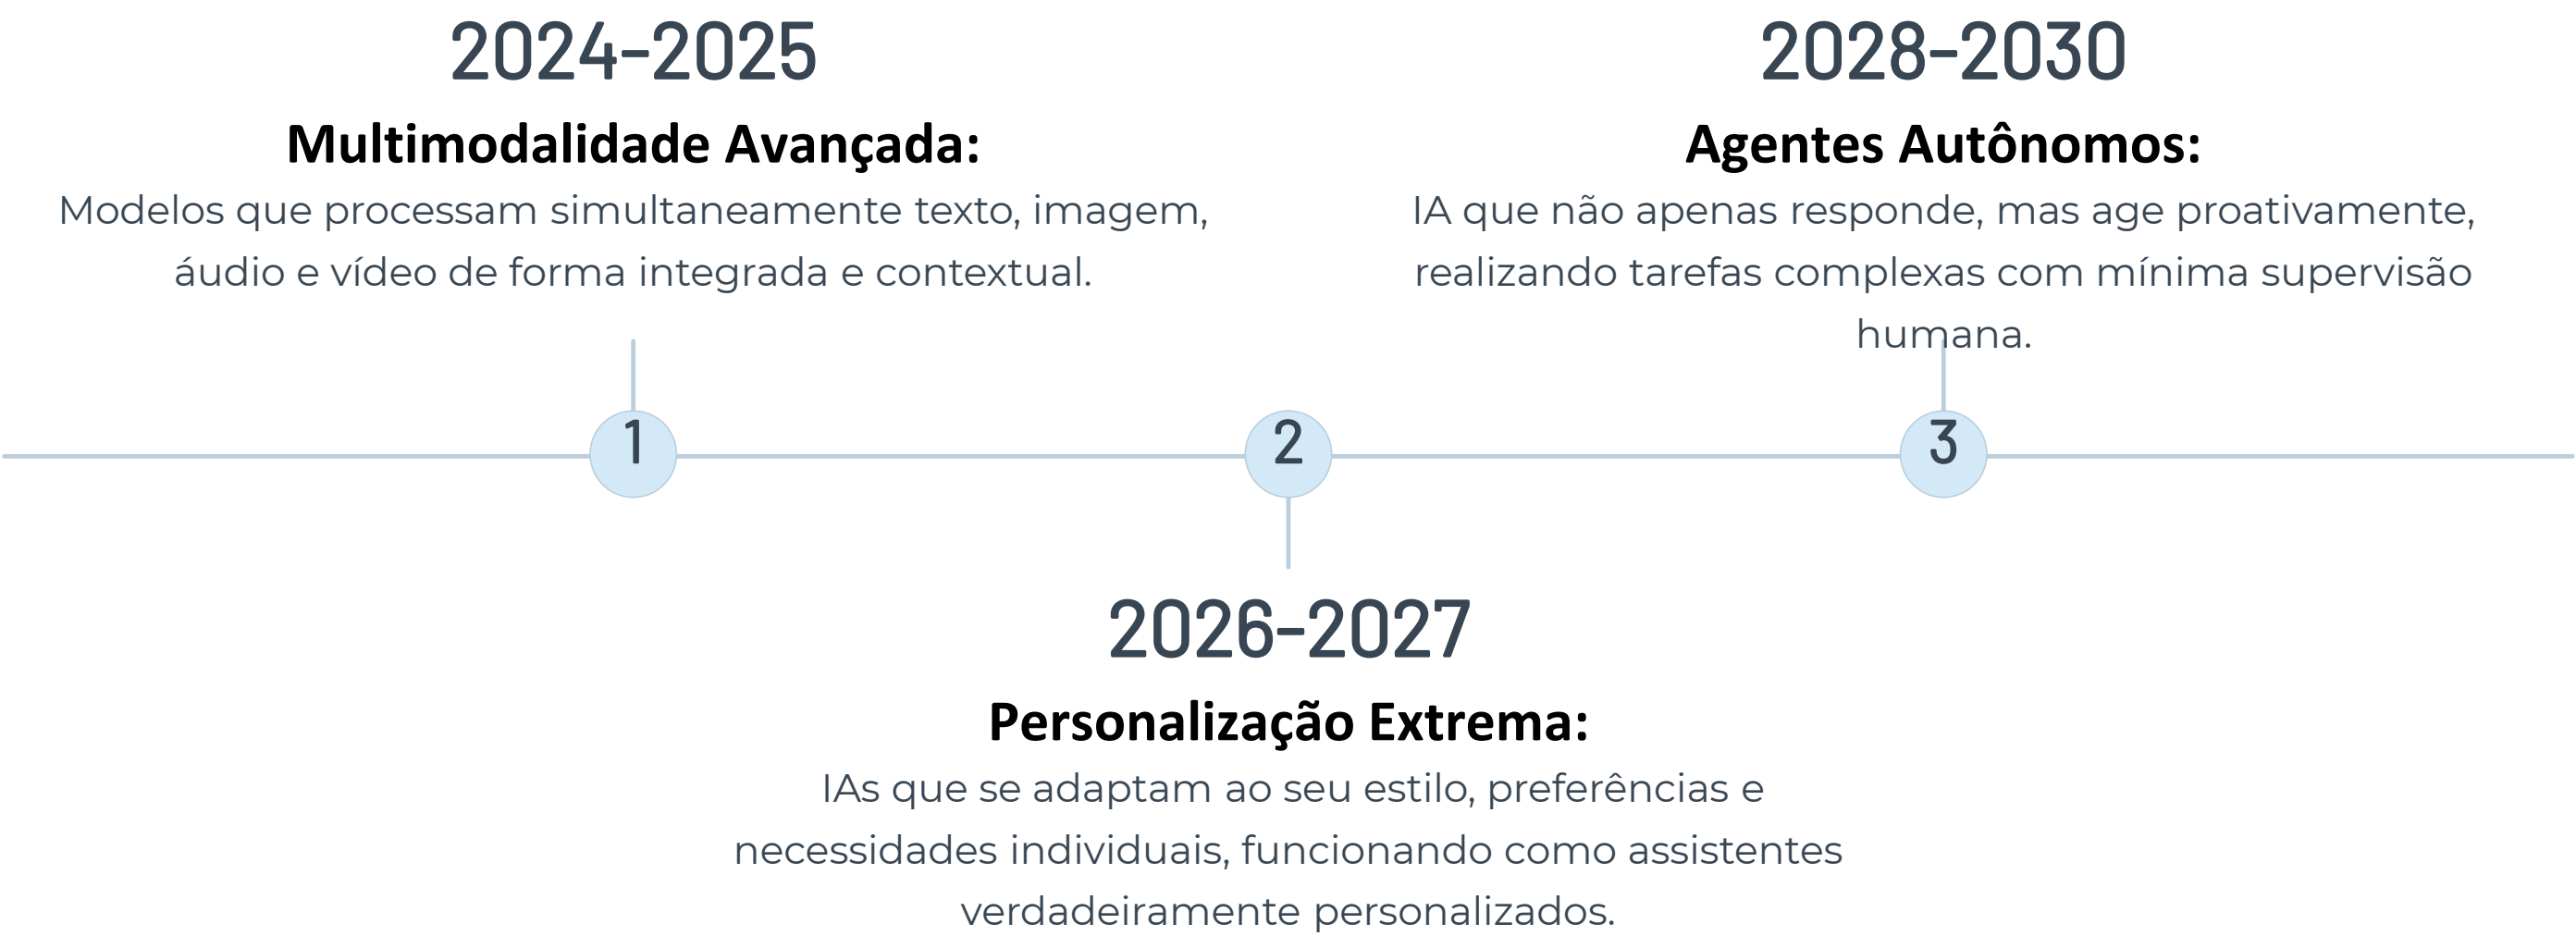 2024-2025
Multimodalidade Avançada:
Modelos que processam simultaneamente texto, imagem,
áudio e vídeo de forma integrada e contextual.
2028-2030
Agentes Autônomos:
IA que não apenas responde, mas age proativamente,
realizando tarefas complexas com mínima supervisão
humana.
1
2
3
2026-2027
Personalização Extrema:
IAs que se adaptam ao seu estilo, preferências e
necessidades individuais, funcionando como assistentes
verdadeiramente personalizados.